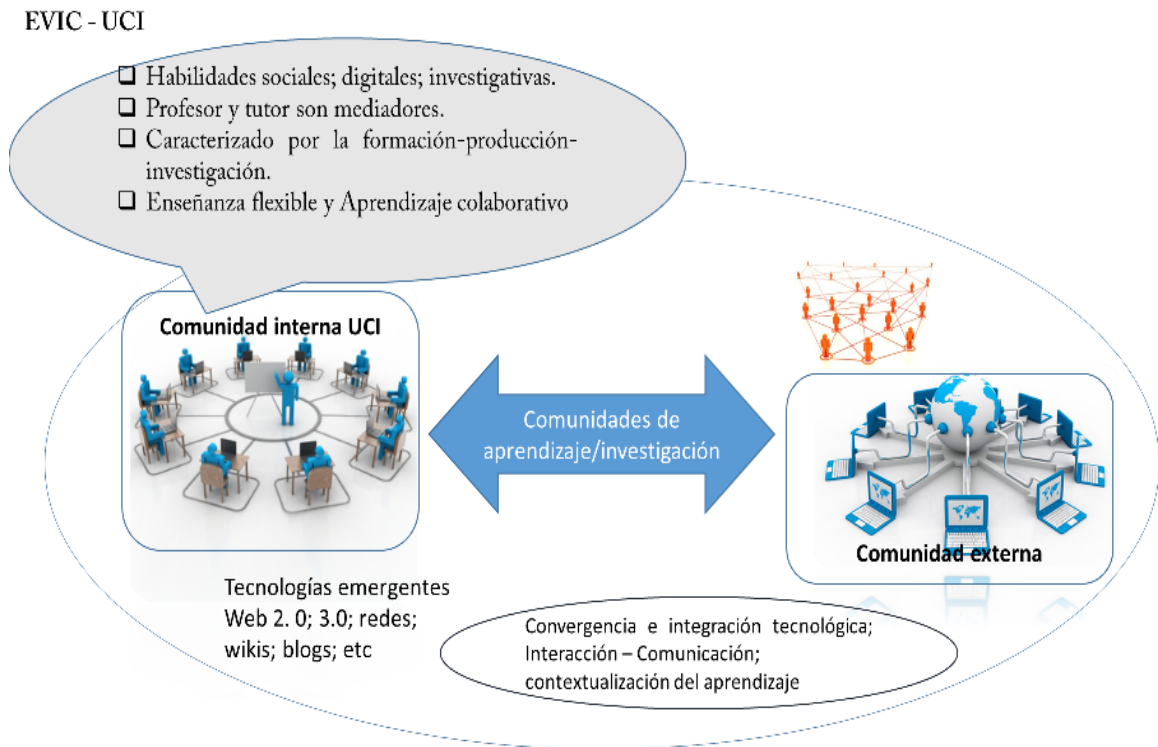 EVIC - UCI
❑ Habilidades sociales; digitales; investigativas.
❑ Profesor y tutor son mediadores.
❑ Caracterizado por la formación-producción-
investigación.
❑ Enseñanza flexible y Aprendizaje colaborativo
Comunidad interna UCI
Comunidades de
aprendizaje/investigación
Comunidad externa
Tecnologías emergentes
Web 2. 0; 3.0; redes;
wikis; blogs; etc
Convergencia e integración tecnológica;
Interacción – Comunicación;
contextualización del aprendizaje